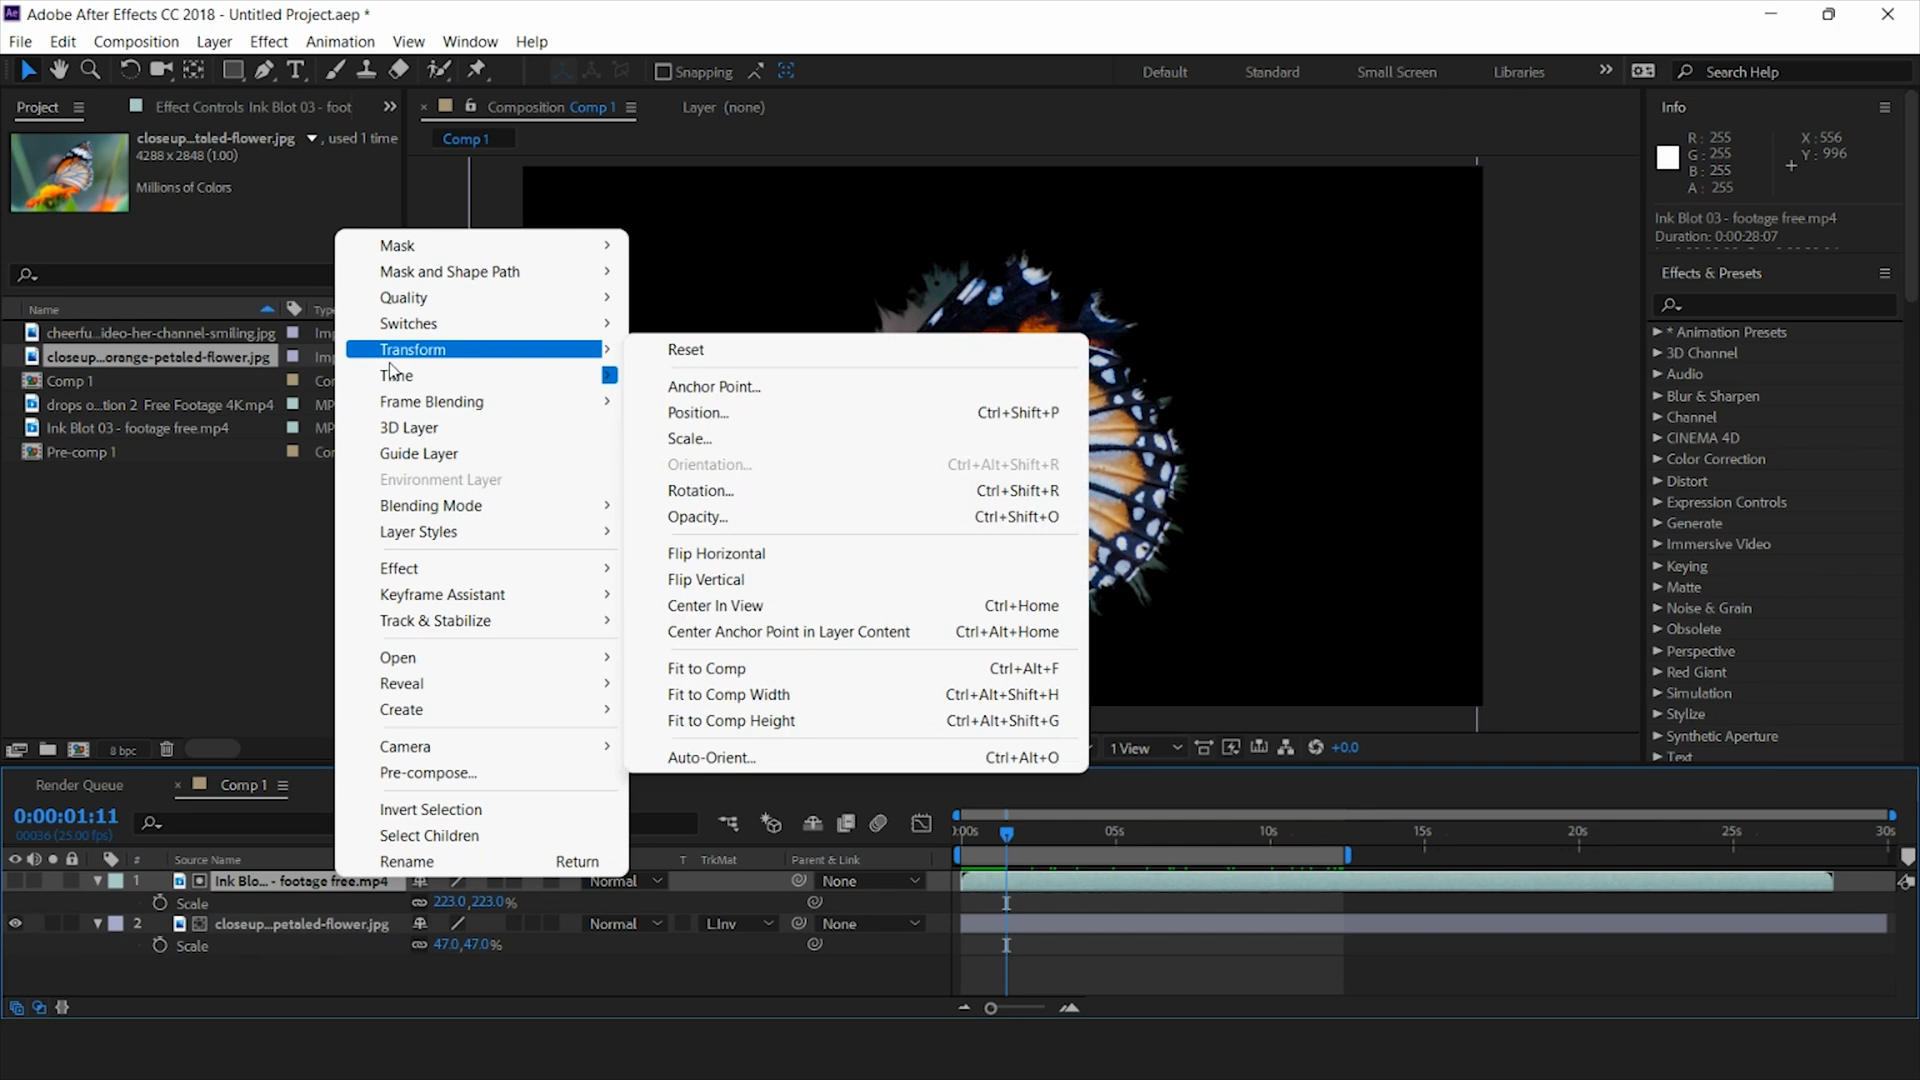 Ae Adobe After Effects CC 2018 - Untitled Project.aep *
File Edit Composition Layer Effect Animation View Window Help
T Snapping Default Standard Small Screen Libraries Search Help
Project Effect Controls Ink Blot 03 - foot
closeup...taled-flower.jpg , used 1 time
4288 x 2848 (1.00)
Millions of Colors
Composition Comp 1 Layer (none)
Comp 1
Info
R: 255 X: 556
G: 255 Y: 996
B: 255
A: 255
Ink Blot 03 - footage free.mp4
Duration: 0:00:28:07
Effects & Presets
Name Type
cheerfu...ideo-her-channel-smiling.jpg
closeup...orange-petaled-flower.jpg
Comp 1 Co
drops o...tion 2 Free Footage 4K.mp4 MP
Ink Blot 03 - footage free.mp4 MP
Pre-comp 1 Co
8 bpc
Mask
Mask and Shape Path
Quality
Switches
Transform
Frame Blending
3D Layer
Guide Layer
Environment Layer
Blending Mode
Layer Styles
Effect
Keyframe Assistant
Track & Stabilize
Open
Reveal
Create
Camera
Pre-compose...
Invert Selection
Select Children
Rename Return
Reset
Anchor Point...
Position... Ctrl+Shift+P
Scale...
Orientation... Ctrl+Alt+Shift+R
Rotation... Ctrl+Shift+R
Opacity... Ctrl+Shift+O
Flip Horizontal
Flip Vertical
Center In View Ctrl+Home
Center Anchor Point in Layer Content Ctrl+Alt+Home
Fit to Comp Ctrl+Alt+F
Fit to Comp Width Ctrl+Alt+Shift+H
Fit to Comp Height Ctrl+Alt+Shift+G
Auto-Orient... Ctrl+Alt+O
1 View +0.0
* Animation Presets
3D Channel
Audio
Blur & Sharpen
Channel
CINEMA 4D
Color Correction
Distort
Expression Controls
Generate
Immersive Video
Keying
Matte
Noise & Grain
Obsolete
Perspective
Red Giant
Simulation
Stylize
Synthetic Aperture
Text
Render Queue Comp 1
0:00:01:11
00036 (25.00 fps)
:00s 05s 10s 15s 20s 25s 30s
# Source Name T TrkMat Parent & Link
1 Ink Blo... - footage free.mp4 Normal None
Scale 223.0,223.0%
2 closeup...petaled-flower.jpg Normal L.Inv None
Scale 47.0,47.0%